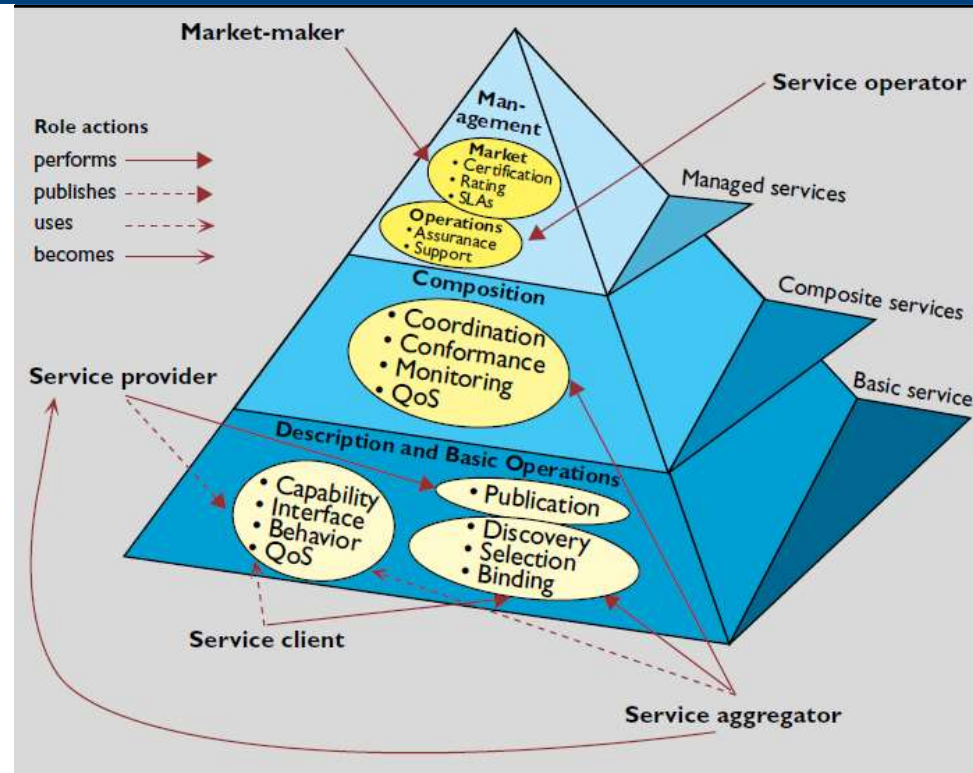 Market-maker
Service operator
Role actions
performs
publishes
uses
becomes
Man-
agement
Market
• Certification
• Rating
• SLAs
Operations
• Assuranace
• Support
Managed services
Composition
• Coordination
• Conformance
• Monitoring
• QoS
Composite services
Service provider
Basic service
Description and Basic Operations
• Capability
• Interface
• Behavior
• QoS
• Publication
• Discovery
• Selection
• Binding
Service client
Service aggregator